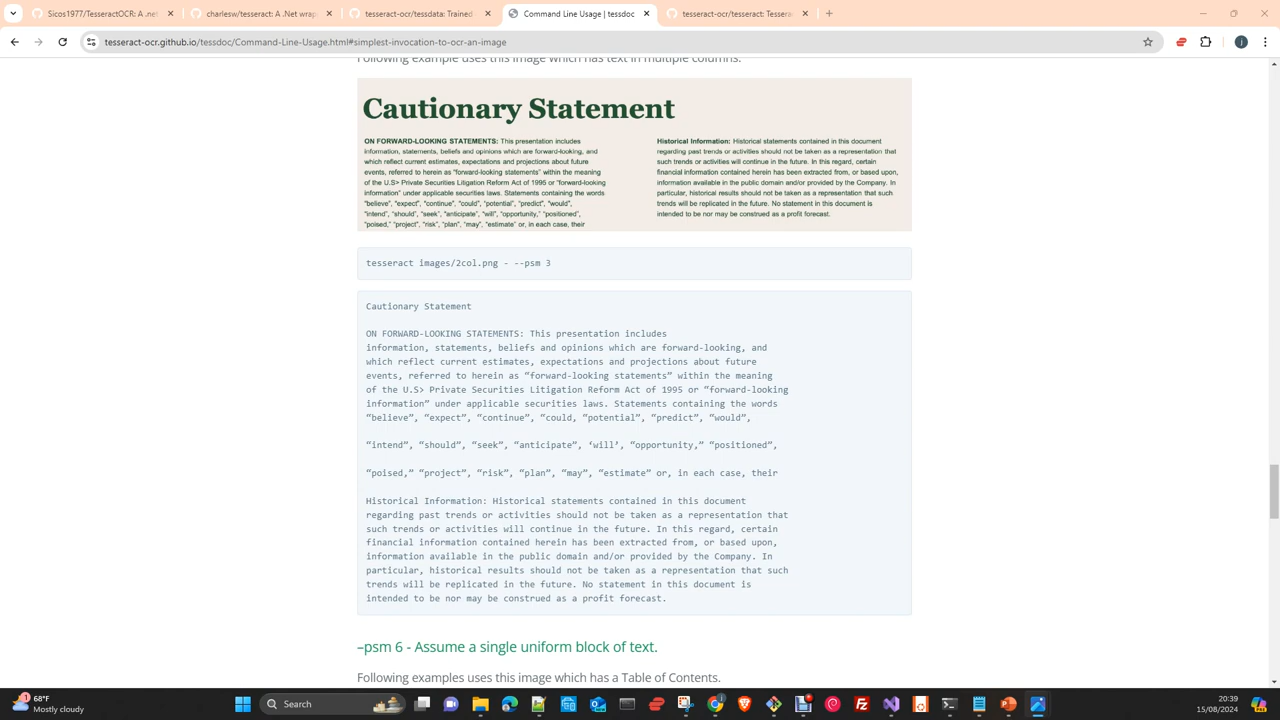 Sicos1977/TesseractOCR: A .net
charlesw/tesseract: A .Net wrapp
tesseract-ocr/tessdata: Trained
Command Line Usage | tessdoc
tesseract-ocr/tesseract: Tesserac
tesseract-ocr.github.io/tessdoc/Command-Line-Usage.html#simplest-invocation-to-ocr-an-image
Following example uses this image which has text in multiple columns.
Cautionary Statement
ON FORWARD-LOOKING STATEMENTS: This presentation includes
information, statements, beliefs and opinions which are forward-looking, and
which reflect current estimates, expectations and projections about future
events, referred to herein as "forward-looking statements" within the meaning
of the U.S> Private Securities Litigation Reform Act of 1995 or "forward-looking
information" under applicable securities laws. Statements containing the words
"believe", "expect", "continue", "could", "potential", "predict", "would",
"intend", "should", "seek", "anticipate", "will", "opportunity," "positioned",
"poised," "project", "risk", "plan", "may", "estimate" or, in each case, their
Historical Information: Historical statements contained in this document
regarding past trends or activities should not be taken as a representation that
such trends or activities will continue in the future. In this regard, certain
financial information contained herein has been extracted from, or based upon,
information available in the public domain and/or provided by the Company. In
particular, historical results should not be taken as a representation that such
trends will be replicated in the future. No statement in this document is
intended to be nor may be construed as a profit forecast.
tesseract images/2col.png - --psm 3
Cautionary Statement
ON FORWARD-LOOKING STATEMENTS: This presentation includes
information, statements, beliefs and opinions which are forward-looking, and
which reflect current estimates, expectations and projections about future
events, referred to herein as “forward-looking statements” within the meaning
of the U.S> Private Securities Litigation Reform Act of 1995 or “forward-looking
information” under applicable securities laws. Statements containing the words
“believe”, “expect”, “continue”, “could, “potential”, “predict”, “would”,
“intend”, “should”, “seek”, “anticipate”, ‘will’, “opportunity,” “positioned”,
“poised,” “project”, “risk”, “plan”, “may”, “estimate” or, in each case, their
Historical Information: Historical statements contained in this document
regarding past trends or activities should not be taken as a representation that
such trends or activities will continue in the future. In this regard, certain
financial information contained herein has been extracted from, or based upon,
information available in the public domain and/or provided by the Company. In
particular, historical results should not be taken as a representation that such
trends will be replicated in the future. No statement in this document is
intended to be nor may be construed as a profit forecast.
–psm 6 - Assume a single uniform block of text.
Following examples uses this image which has a Table of Contents.
68°F
Mostly cloudy
Search
20:39
15/08/2024